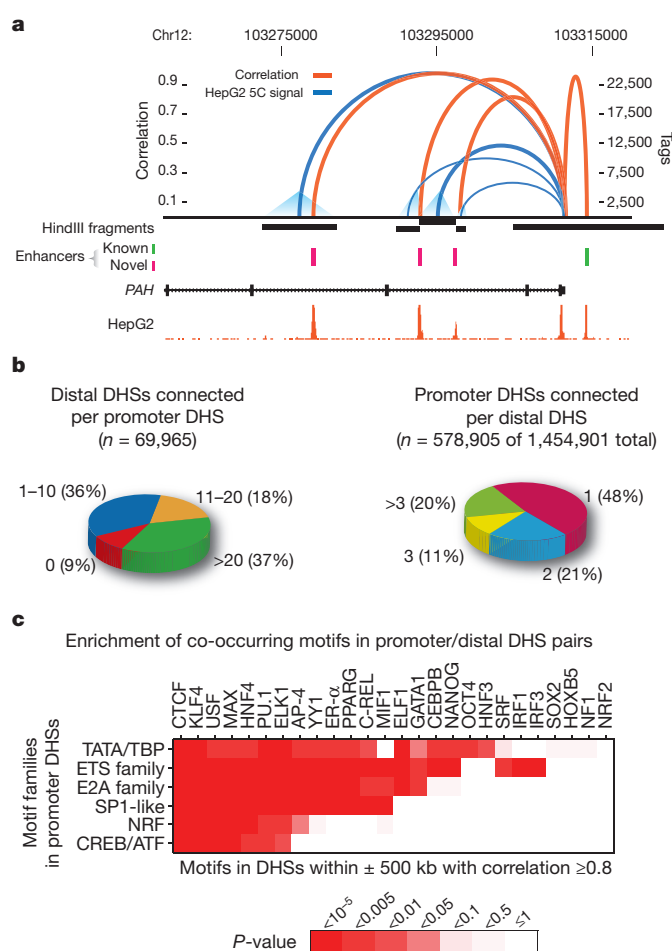 a
Chr12: 103275000 103295000 103315000
Correlation
HepG2 5C signal
Correlation
0.9
0.7
0.5
0.3
0.1
Tags
22,500
17,500
12,500
7,500
2,500
HindIII fragments
Enhancers
Known
Novel
PAH
HepG2
b
Distal DHSs connected
per promoter DHS
(n = 69,965)
1–10 (36%)
11–20 (18%)
0 (9%)
>20 (37%)
Promoter DHSs connected
per distal DHS
(n = 578,905 of 1,454,901 total)
>3 (20%)
1 (48%)
3 (11%)
2 (21%)
c
Enrichment of co-occurring motifs in promoter/distal DHS pairs
CTCF
KLF4
USF
MAX
HNF4
PU.1
ELK1
AP-4
YY1
ER-α
PPARG
C-REL
MIF1
ELF1
GATA1
CEBPB
NANOG
OCT4
HNF3
SRF
IRF1
IRF3
SOX2
HOXB5
NF1
NRF2
Motif families
in promoter DHSs
TATA/TBP
ETS family
E2A family
SP1-like
NRF
CREB/ATF
Motifs in DHSs within ± 500 kb with correlation ≥0.8
<10⁻⁵ <0.005 <0.01 <0.05 <0.1 <0.5 ≤1
P-value